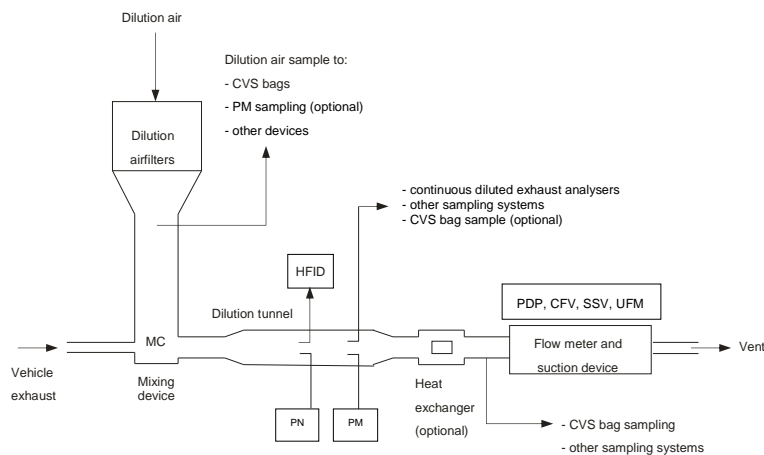 Dilution air
Dilution air sample to:
- CVS bags
- PM sampling (optional)
- other devices
Dilution
airfilters
- continuous diluted exhaust analysers
- other sampling systems
- CVS bag sample (optional)
HFID
PDP, CFV, SSV, UFM
Dilution tunnel
MC
Flow meter and
suction device
Vent
Vehicle
exhaust
Mixing
device
Heat
exchanger
(optional)
PN
PM
- CVS bag sampling
- other sampling systems